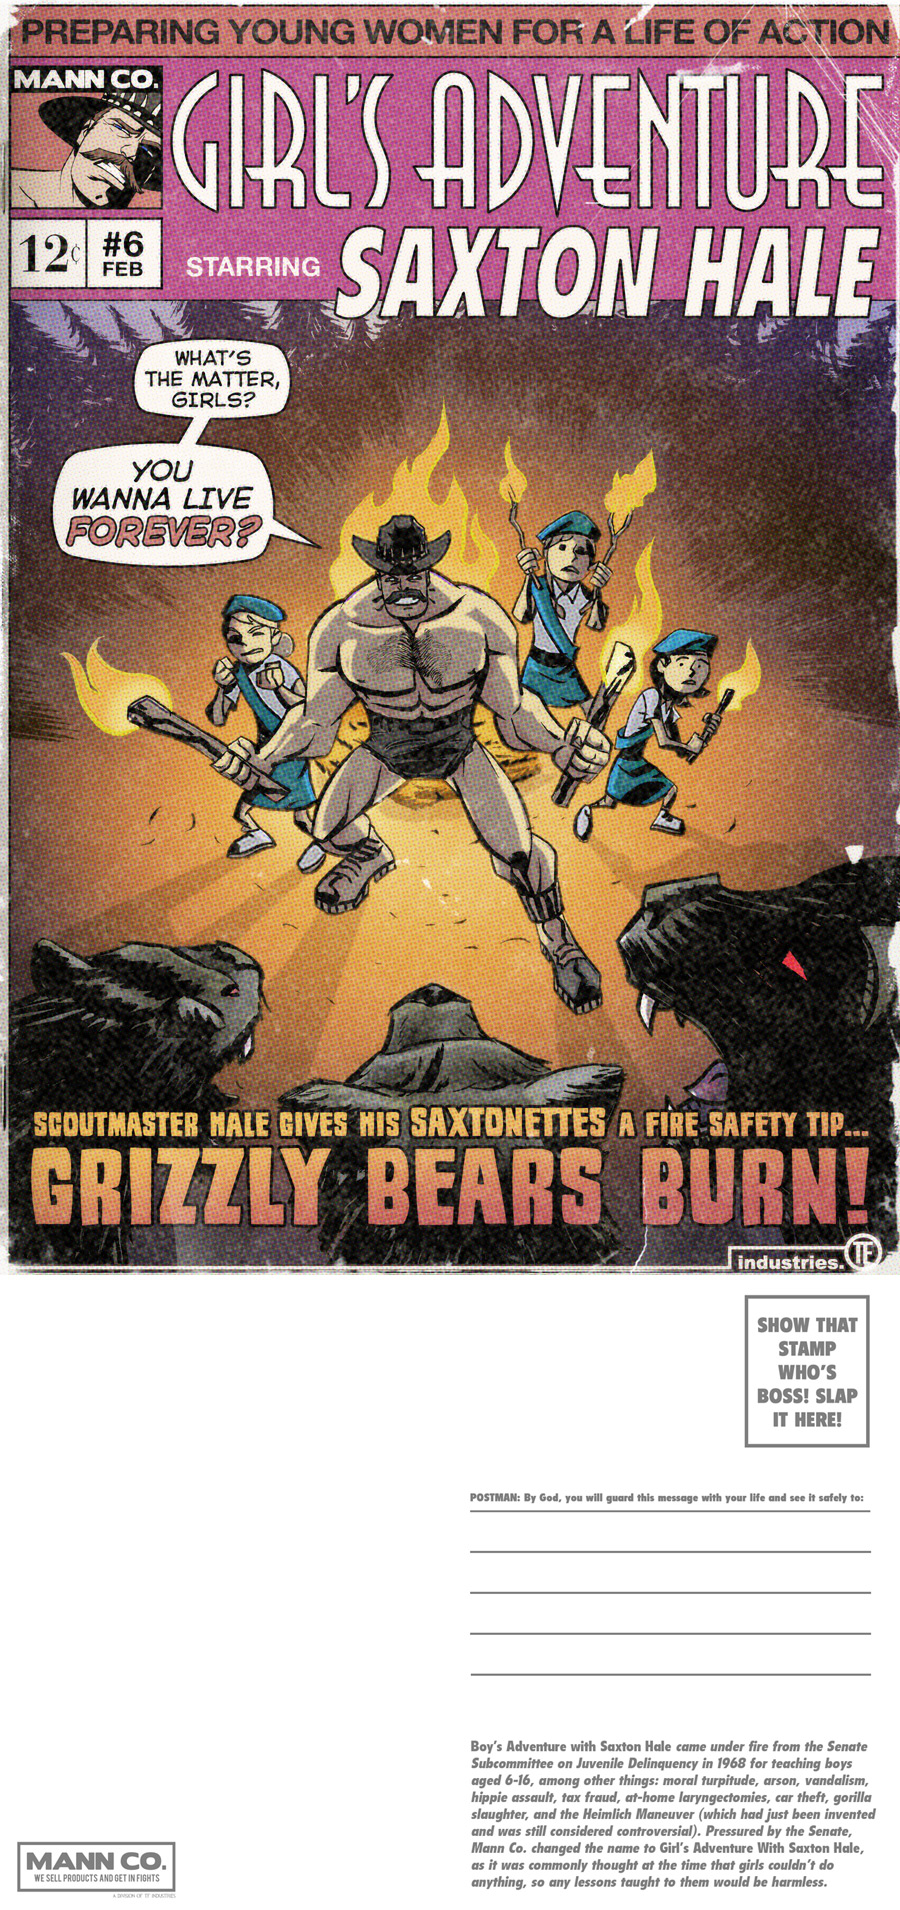 PREPARING YOUNG WOMEN FOR A LIFE OF ACTION
MANN CO.
GIRL'S ADVENTURE
12¢
#6
FEB
STARRING
SAXTON HALE
WHAT'S
THE MATTER,
GIRLS?
YOU
WANNA LIVE
FOREVER?
SCOUTMASTER HALE GIVES HIS SAXTONETTES A FIRE SAFETY TIP...
GRIZZLY BEARS BURN!
industries. TF
SHOW THAT
STAMP
WHO'S
BOSS! SLAP
IT HERE!
POSTMAN: By God, you will guard this message with your life and see it safely to:
Boy's Adventure with Saxton Hale came under fire from the Senate
Subcommittee on Juvenile Delinquency in 1968 for teaching boys
aged 6-16, among other things: moral turpitude, arson, vandalism,
hippie assault, tax fraud, at-home laryngectomies, car theft, gorilla
slaughter, and the Heimlich Maneuver (which had just been invented
and was still considered controversial). Pressured by the Senate,
Mann Co. changed the name to Girl's Adventure With Saxton Hale,
as it was commonly thought at the time that girls couldn't do
anything, so any lessons taught to them would be harmless.
MANN CO.
WE SELL PRODUCTS AND GET IN FIGHTS
A DIVISION OF TF INDUSTRIES